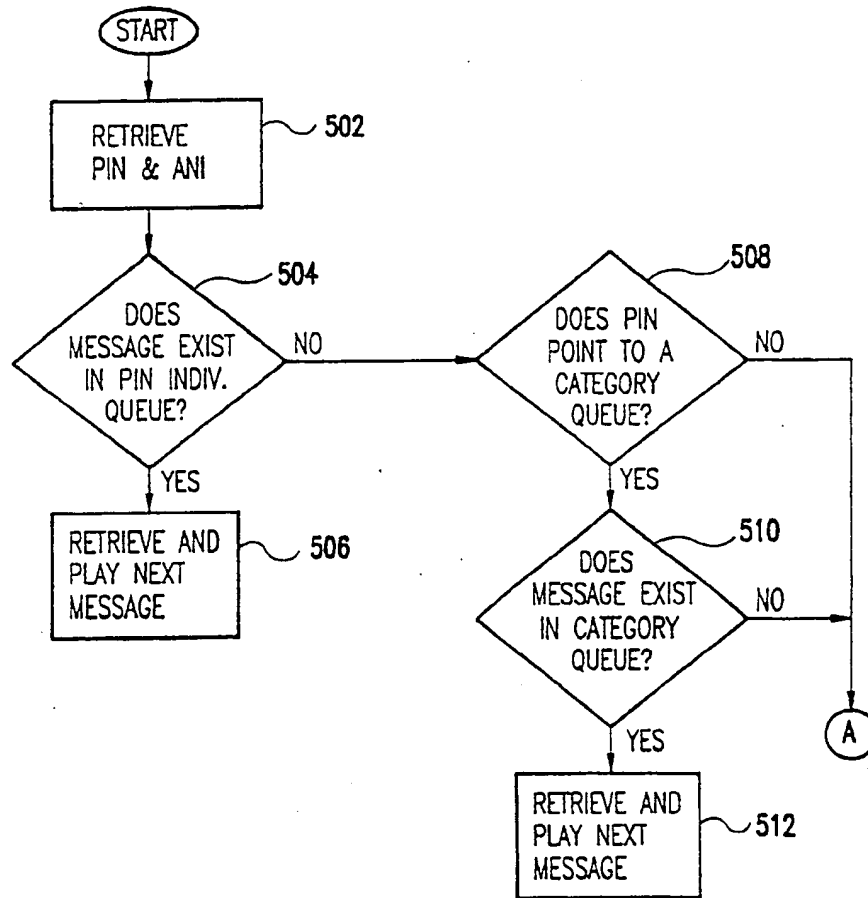 START
RETRIEVE
PIN & ANI
502
DOES
MESSAGE EXIST
IN PIN INDIV.
QUEUE?
504
NO
YES
RETRIEVE AND
PLAY NEXT
MESSAGE
506
DOES PIN
POINT TO A
CATEGORY
QUEUE?
508
NO
YES
DOES
MESSAGE EXIST
IN CATEGORY
QUEUE?
510
NO
YES
A
RETRIEVE AND
PLAY NEXT
MESSAGE
512